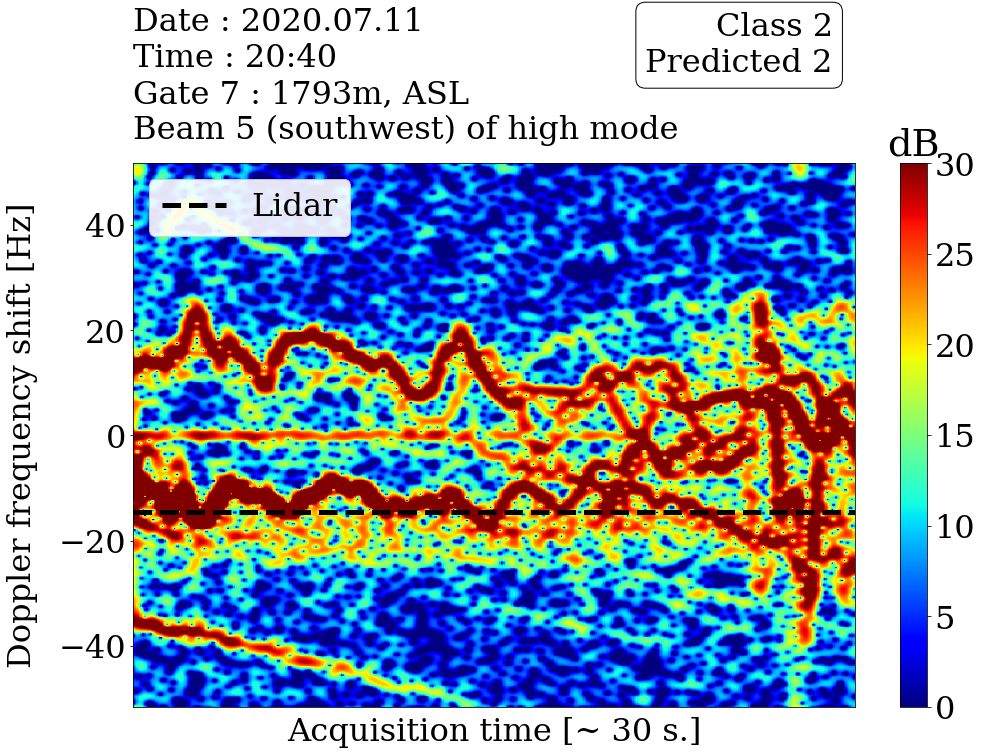 Date : 2020.07.11
Time : 20:40
Gate 7 : 1793m, ASL
Beam 5 (southwest) of high mode
Class 2
Predicted 2
dB
Lidar
Doppler frequency shift [Hz]
40
20
0
−20
−40
Acquisition time [~ 30 s.]
30
25
20
15
10
5
0